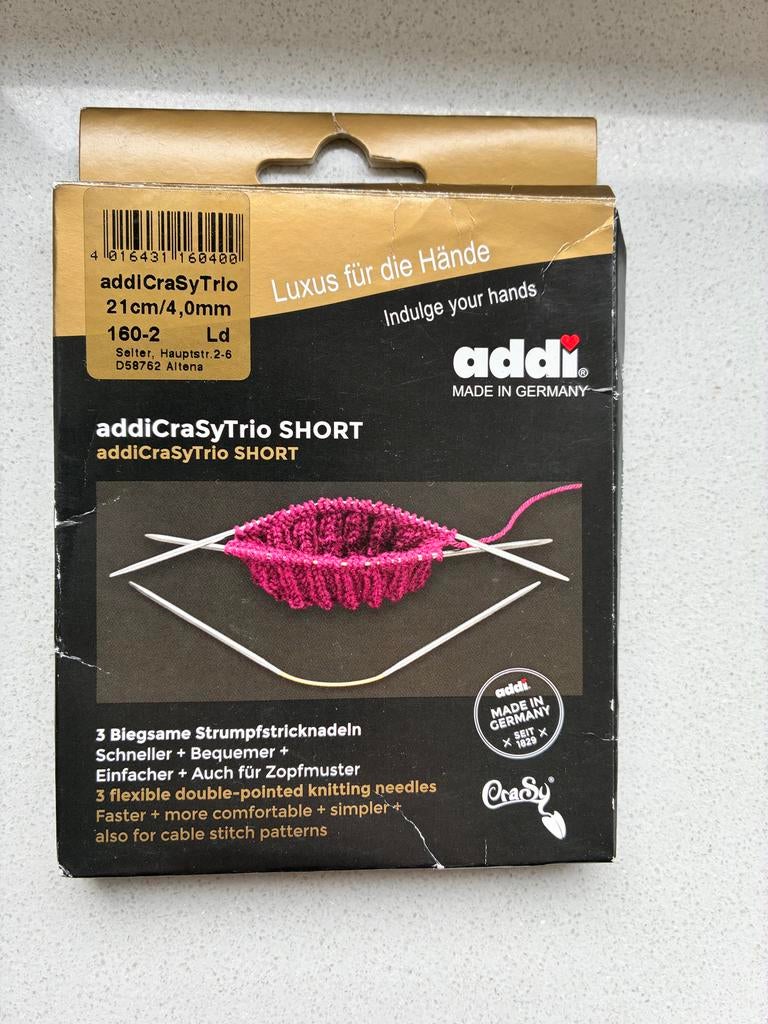 4 016431 160400
addiCraSyTrio
21cm/4,0mm
160-2 Ld
Selter, Hauptstr.2-6
D58762 Altena
Luxus für die Hände
Indulge your hands
addi®
MADE IN GERMANY
addiCraSyTrio SHORT
addiCraSyTrio SHORT
addi
MADE IN
GERMANY
SEIT
1829
3 Biegsame Strumpfstricknadeln
Schneller + Bequemer +
Einfacher + Auch für Zopfmuster
3 flexible double-pointed knitting needles
Faster + more comfortable + simpler +
also for cable stitch patterns
CraSy®